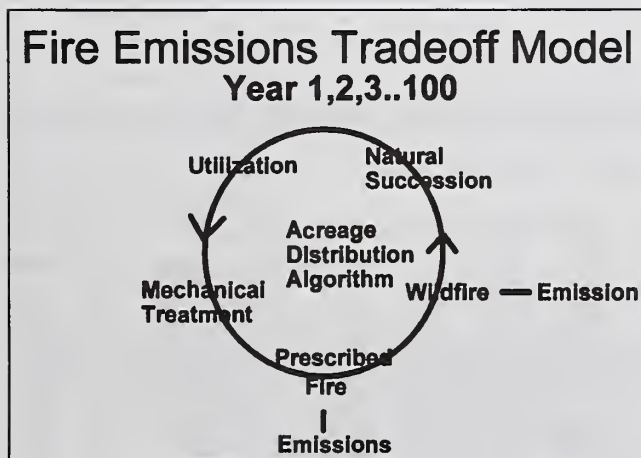 Fire Emissions Tradeoff Model
Year 1,2,3..100
Utilization
Natural
Succession
Acreage
Distribution
Algorithm
Mechanical
Treatment
Wildfire
Emission
Prescribed
Fire
Emissions